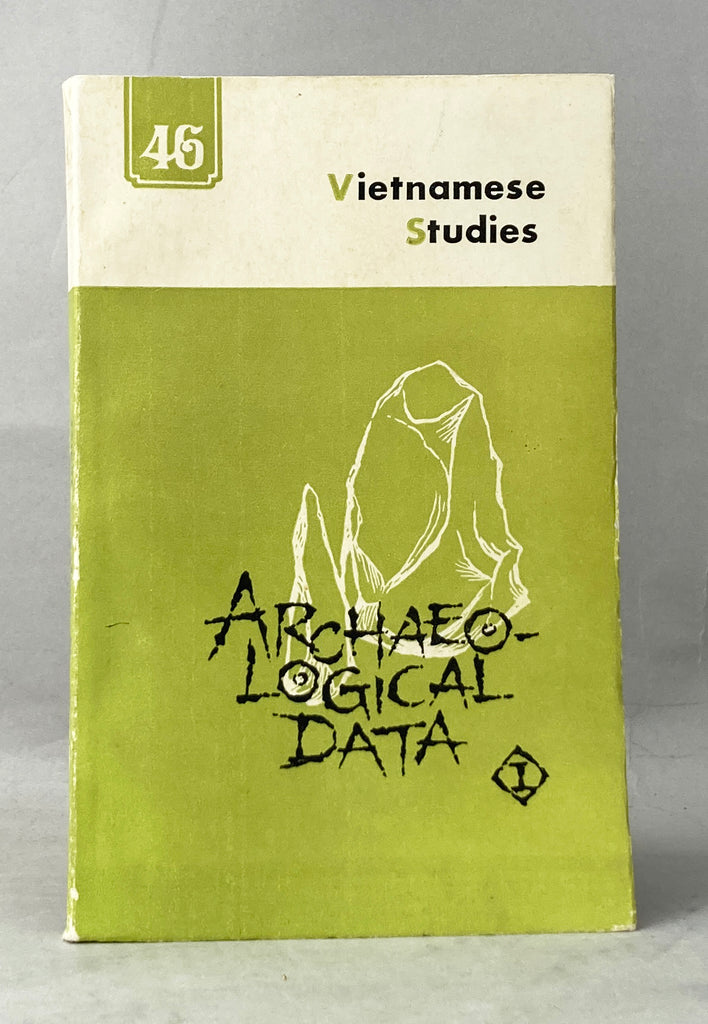 46
Vietnamese
Studies
ARCHAEO-
LOGICAL
DATA
I